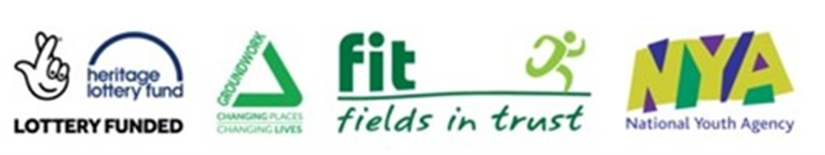 heritage
lottery fund
LOTTERY FUNDED
GROUNDWORK
CHANGING PLACES
CHANGING LIVES
fit
fields in trust
NYA
National Youth Agency